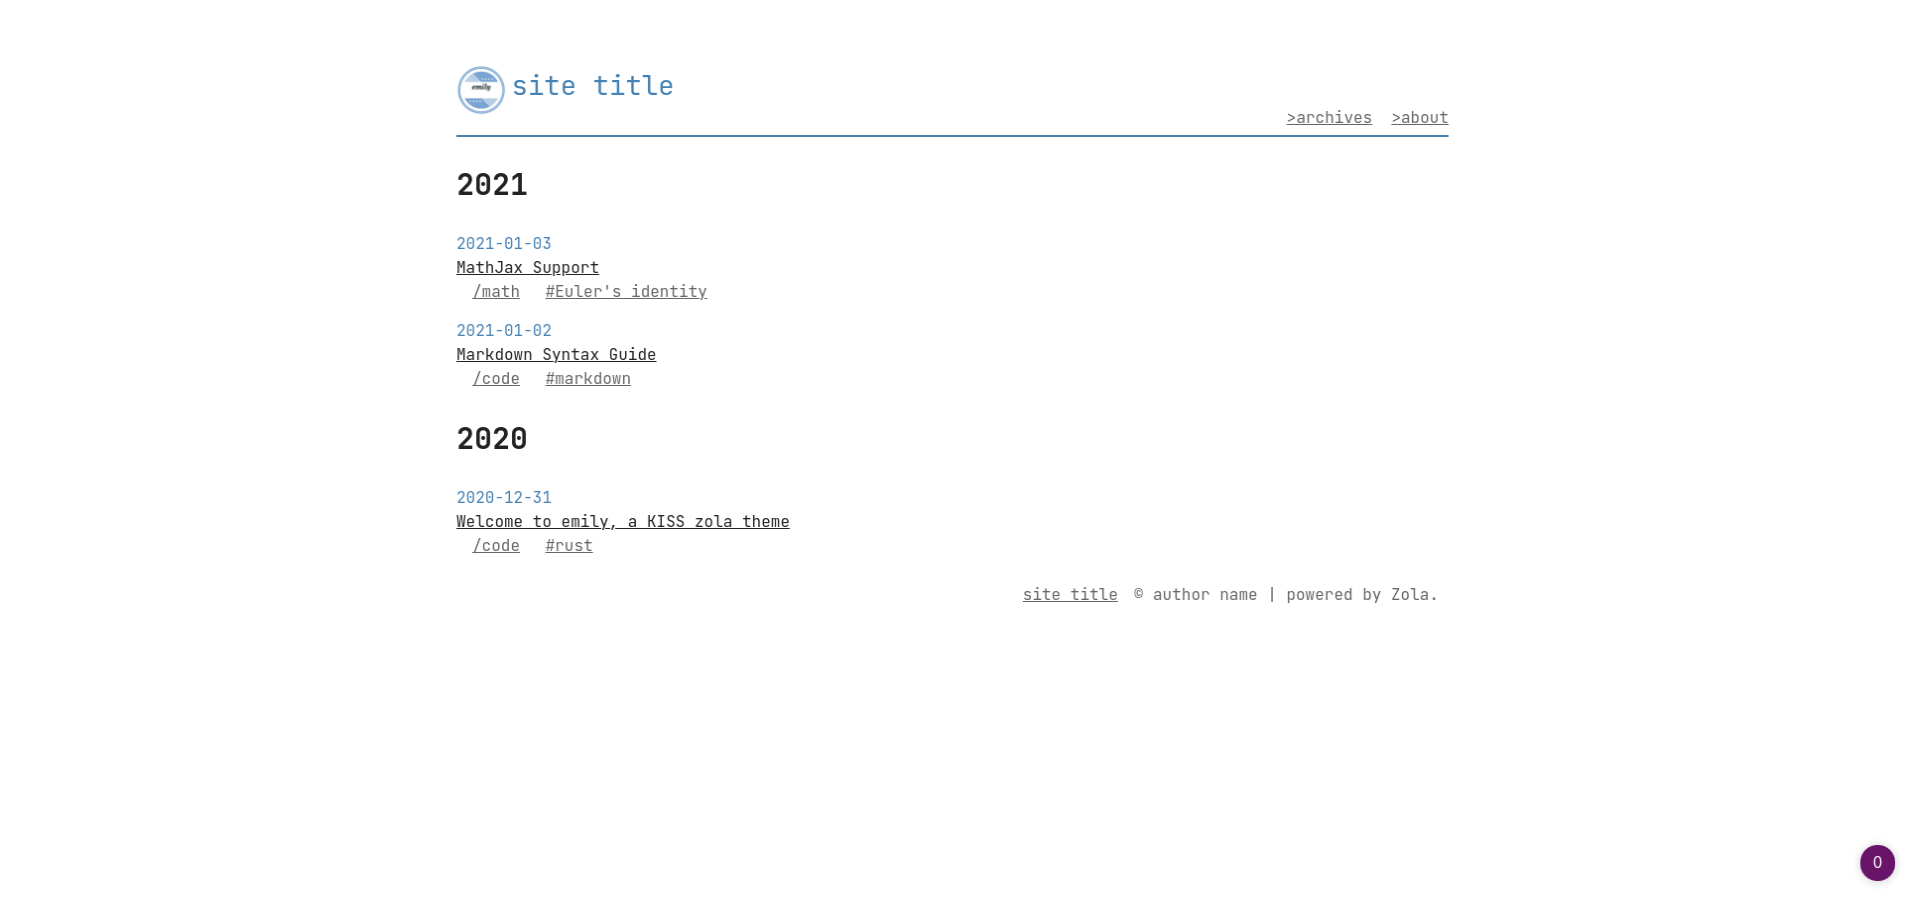 emily
site title
>archives >about
2021
2021-01-03
MathJax Support
/math #Euler's identity
2021-01-02
Markdown Syntax Guide
/code #markdown
2020
2020-12-31
Welcome to emily, a KISS zola theme
/code #rust
site title © author name | powered by Zola.
0